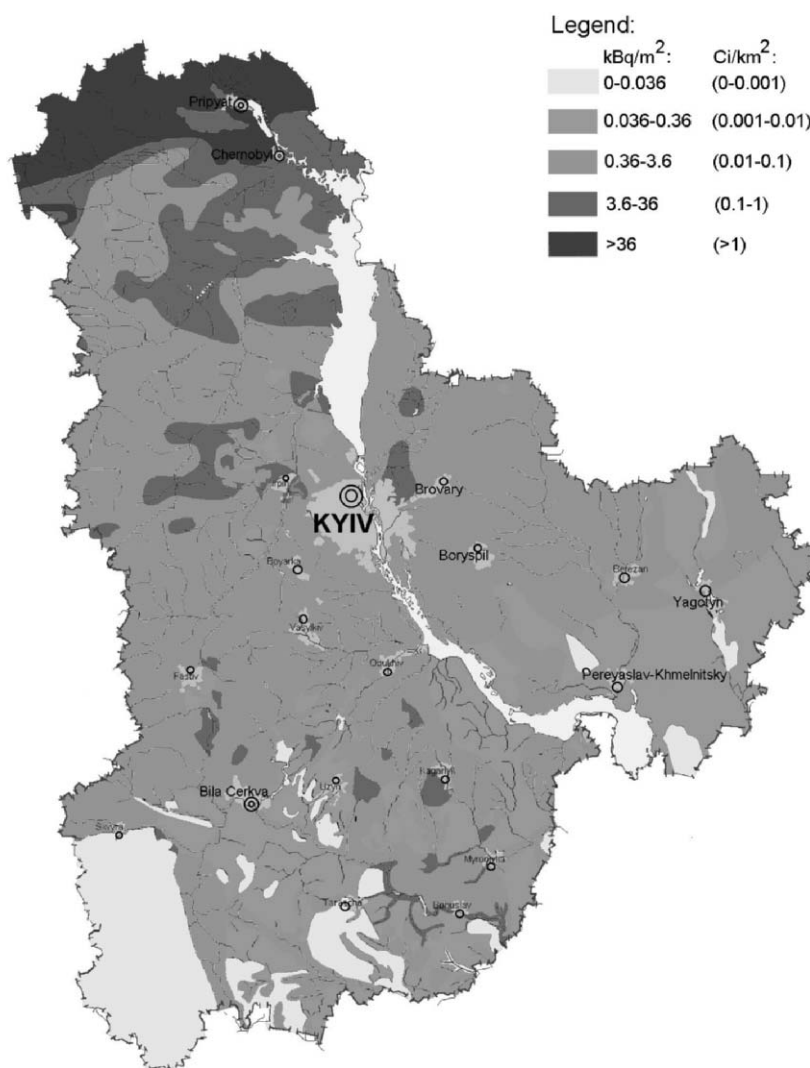 Legend:
kBq/m² : Ci/km² :
0-0.036 (0-0.001)
0.036-0.36 (0.001-0.01)
0.36-3.6 (0.01-0.1)
3.6-36 (0.1-1)
>36 (>1)
Pripyat
Chernobyl
Brovary
KYIV
Boryspil
Boyarka
Berezan
Yagotyn
Vasylkiv
Obukhiv
Fastiv
Pereyaslav-Khmelnitsky
Uzyn
Bila Cerkva
Myronivka
Boguslav